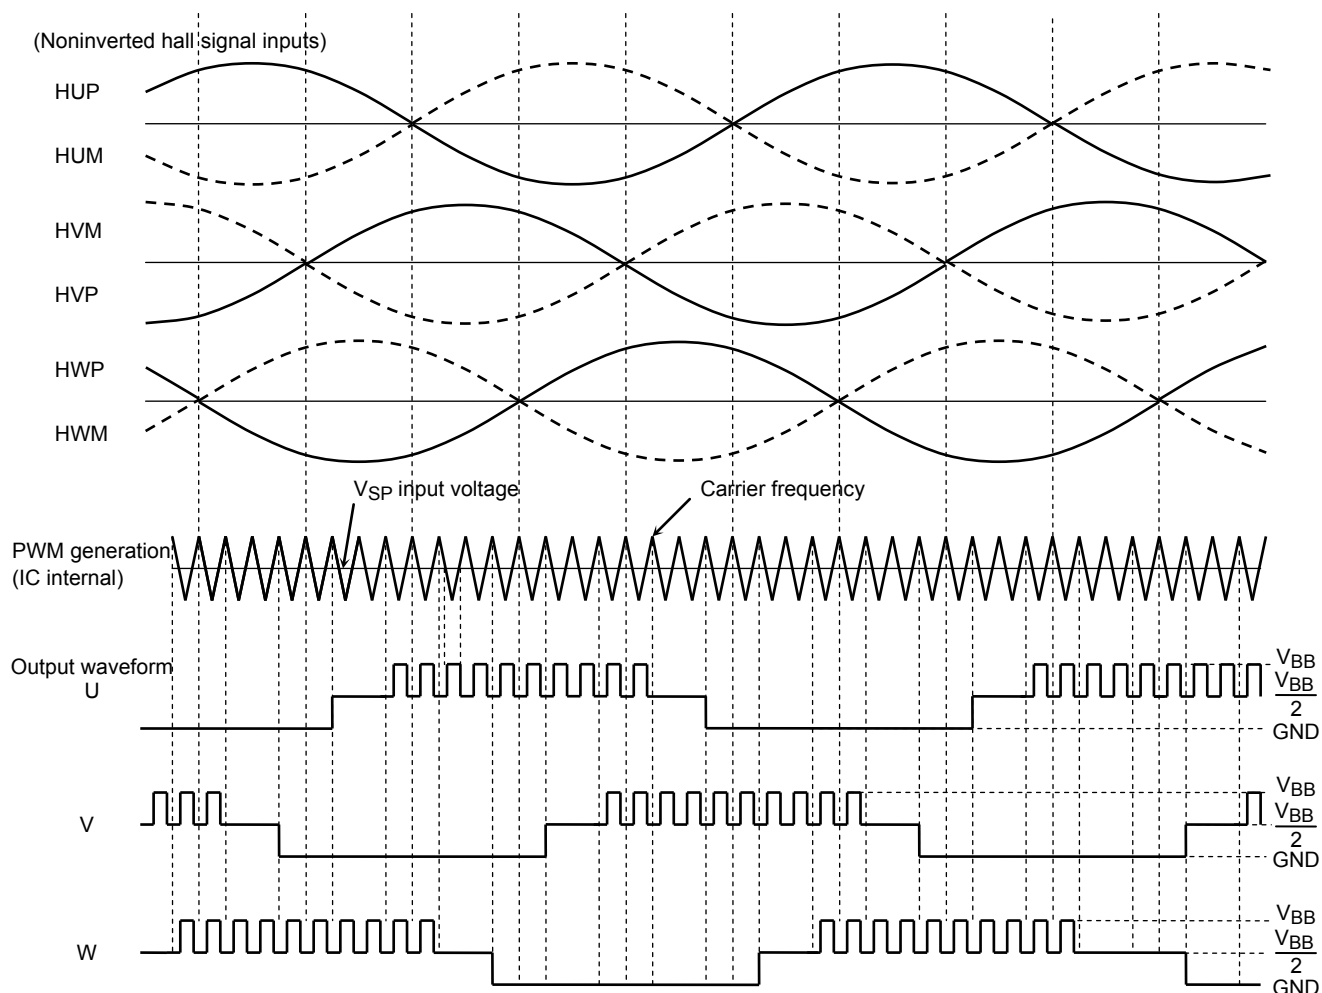 (Noninverted hall signal inputs)
HUP
HUM
HVM
HVP
HWP
HWM
VSP input voltage
Carrier frequency
PWM generation
(IC internal)
Output waveform
U
VBB
VBB
2
GND
V
VBB
VBB
2
GND
W
VBB
VBB
2
GND